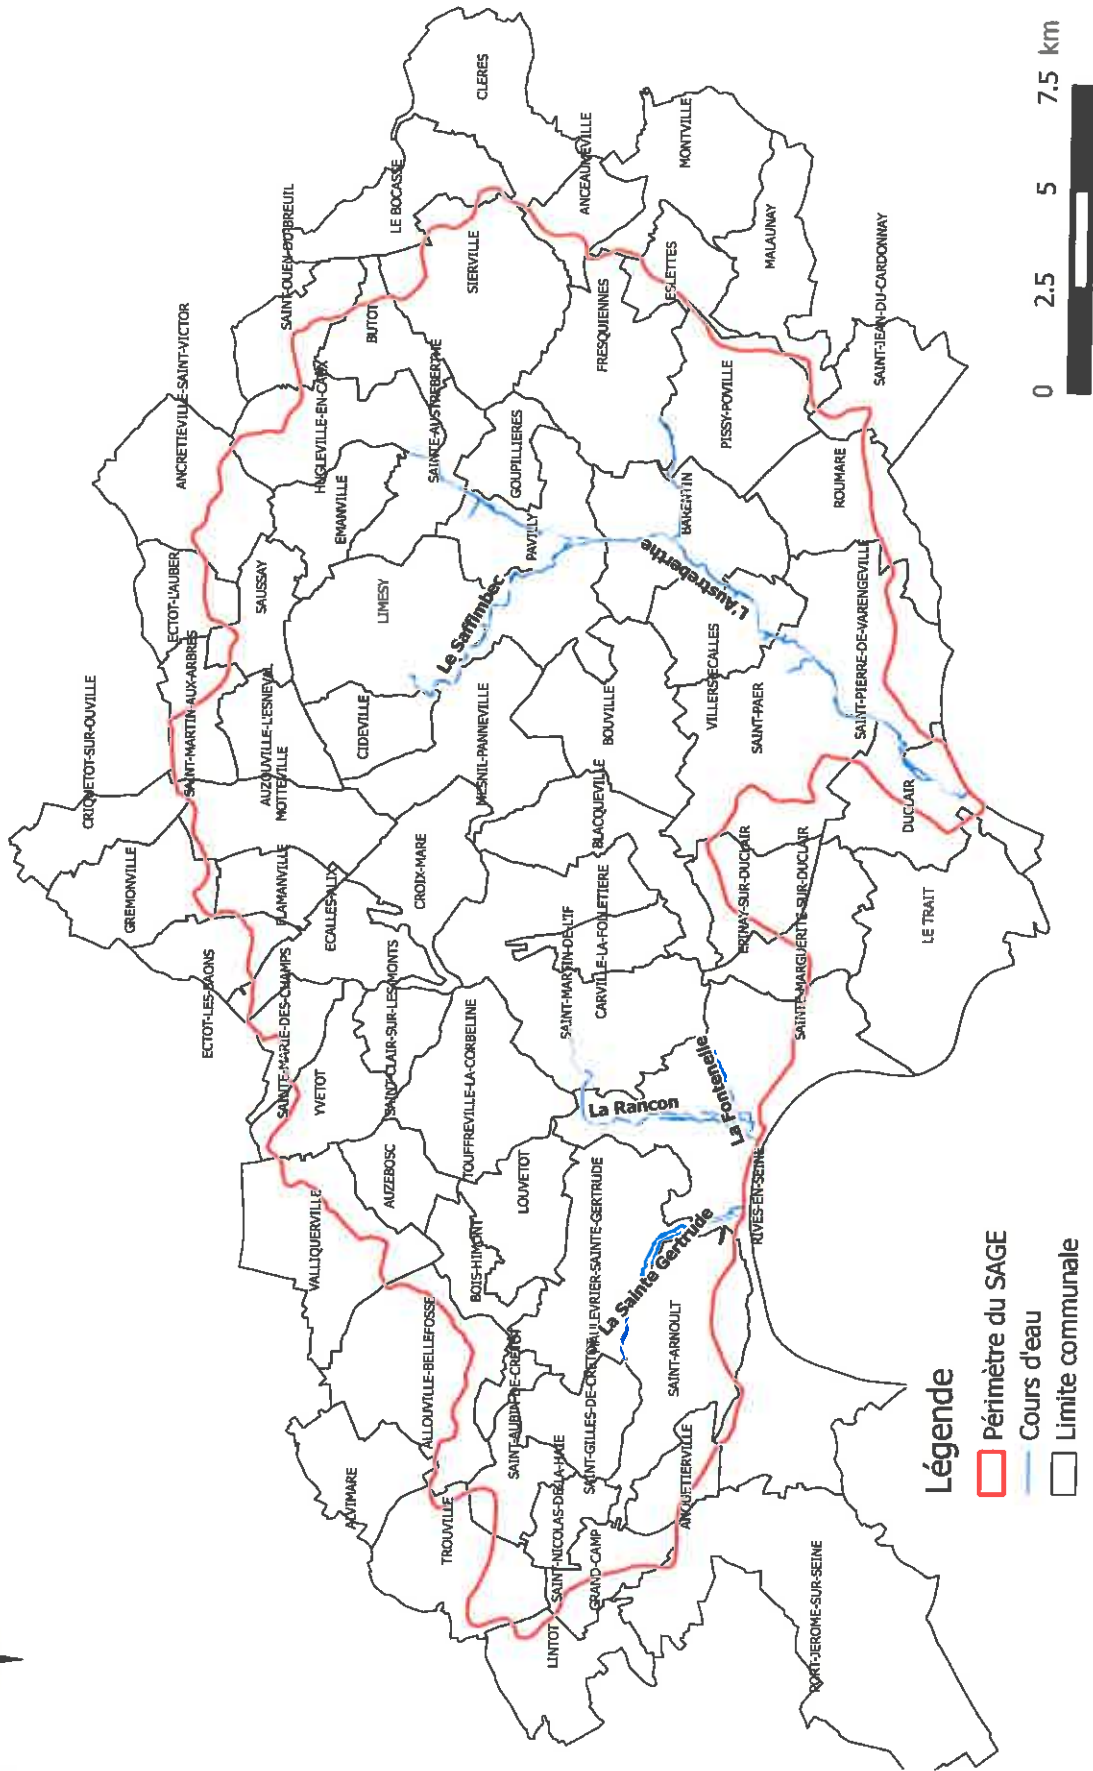 CLERES
LE BOCASSE
ANCEAUMEVILLE
MONTVILLE
SAINT-OUEN-DU-BREUIL
SIERVILLE
ESLETTES
MALAUNAY
SAINT-JEAN-DU-CARDONNAY
BUTOT
FRESQUIENNES
ANCRETIEVILLE-SAINT-VICTOR
HUGLEVILLE-EN-CAUX
SAINTE-AUSTREBERTHE
GOUPILLIERES
PISSY-POVILLE
ROUMARE
EMANVILLE
PAVILLY
BARENTIN
ECTOT-L'AUBER
SAUSSAY
LIMESY
Le Saffimbec
L'Austreberthe
SAINT-PIERRE-DE-VARENGEVILLE
SAINT-MARTIN-AUX-ARBRES
AUZOUVILLE-L'ESNEVAL
CIDEVILLE
MESNIL-PANNEVILLE
BOUVILLE
VILLERS-ECALLES
SAINT-PAER
CRIQUETOT-SUR-OUVILLE
MOTTEVILLE
BLACQUEVILLE
DUCLAIR
GREMONVILLE
FLAMANVILLE
ECALLES-ALIX
CROIX-MARE
CARVILLE-LA-FOLLETIERE
EPINAY-SUR-DUCLAIR
SAINTE-MARGUERITE-SUR-DUCLAIR
LE TRAIT
ECTOT-LES-BAONS
SAINTE-MARIE-DES-CHAMPS
SAINT-CLAIR-SUR-LES-MONTS
SAINT-MARTIN-DE-L'IF
YVETOT
TOUFFREVILLE-LA-CORBELINE
La Rancon
La Fontenelle
AUZEBOSC
LOUVETOT
RIVES-EN-SEINE
VALLIQUERVILLE
BOIS-HIMONT
MAULEVRIER-SAINTE-GERTRUDE
La Sainte Gertrude
ALLOUVILLE-BELLEFOSSE
SAINT-AUBIN-DE-CRETOT
SAINT-GILLES-DE-CRETOT
SAINT-ARNOULT
ALVIMARE
TROUVILLE
SAINT-NICOLAS-DE-LA-HAIE
ANQUETIERVILLE
GRAND-CAMP
LINTOT
PORT-JEROME-SUR-SEINE
Légende
Périmètre du SAGE
Cours d'eau
Limite communale
0 2.5 5 7.5 km